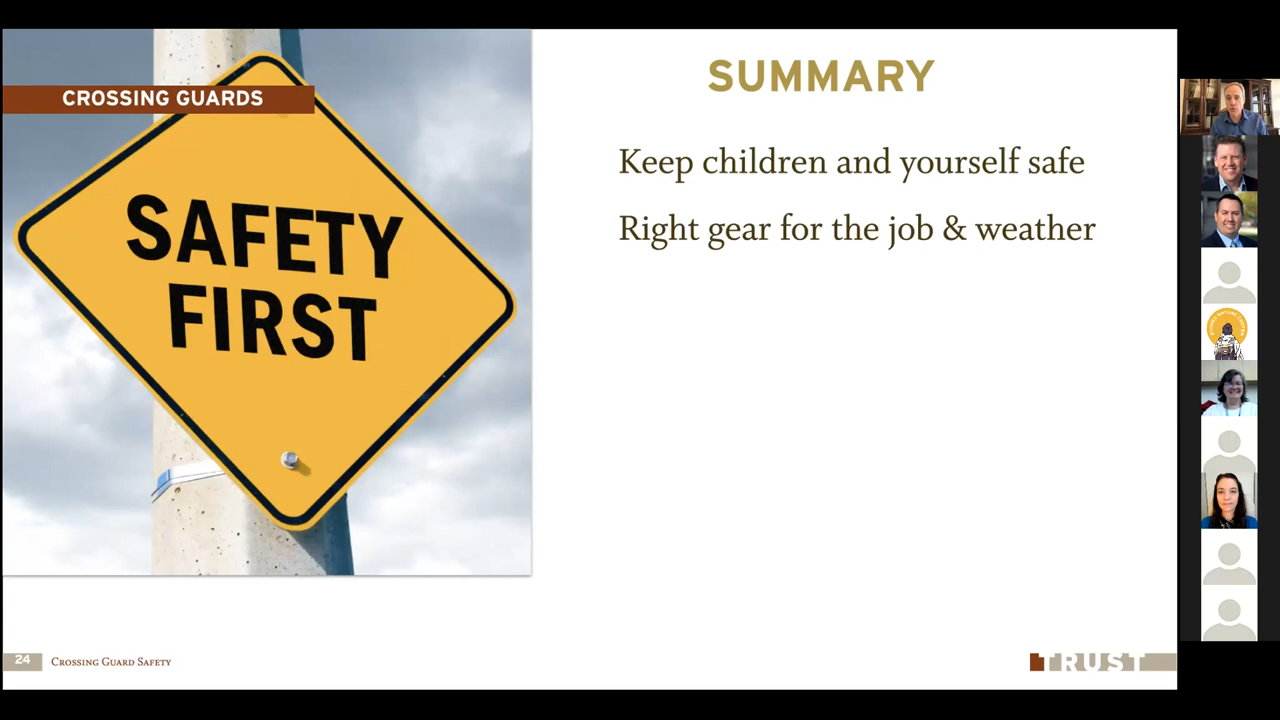 CROSSING GUARDS
SAFETY
FIRST
SUMMARY
Keep children and yourself safe
Right gear for the job & weather
24
Crossing Guard Safety
TRUST